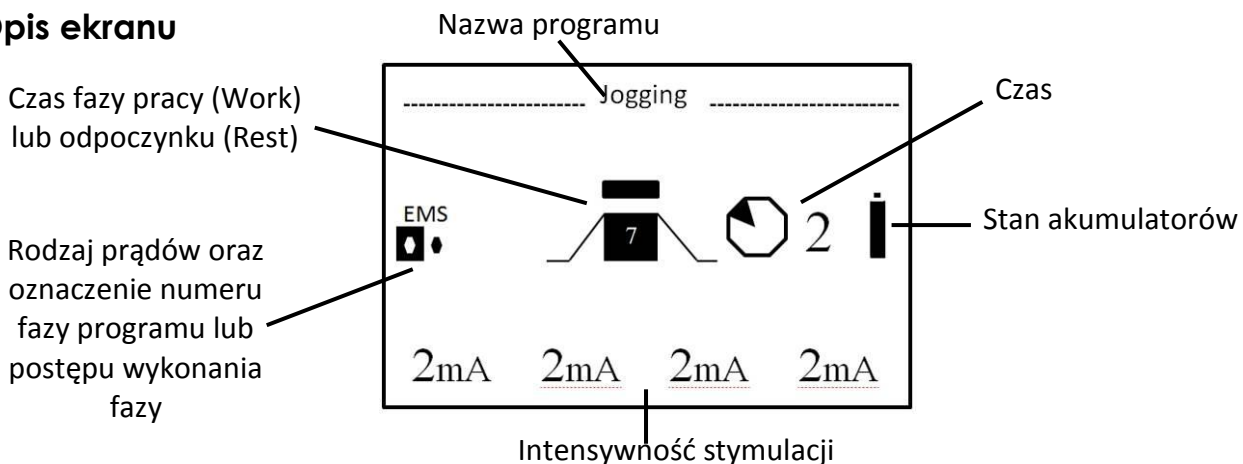 pis ekranu
Nazwa programu
Czas fazy pracy (Work)
lub odpoczynku (Rest)
Jogging
Czas
EMS
7
2
Stan akumulatorów
Rodzaj prądów oraz
oznaczenie numeru
fazy programu lub
postępu wykonania
fazy
2mA 2mA 2mA 2mA
Intensywność stymulacji